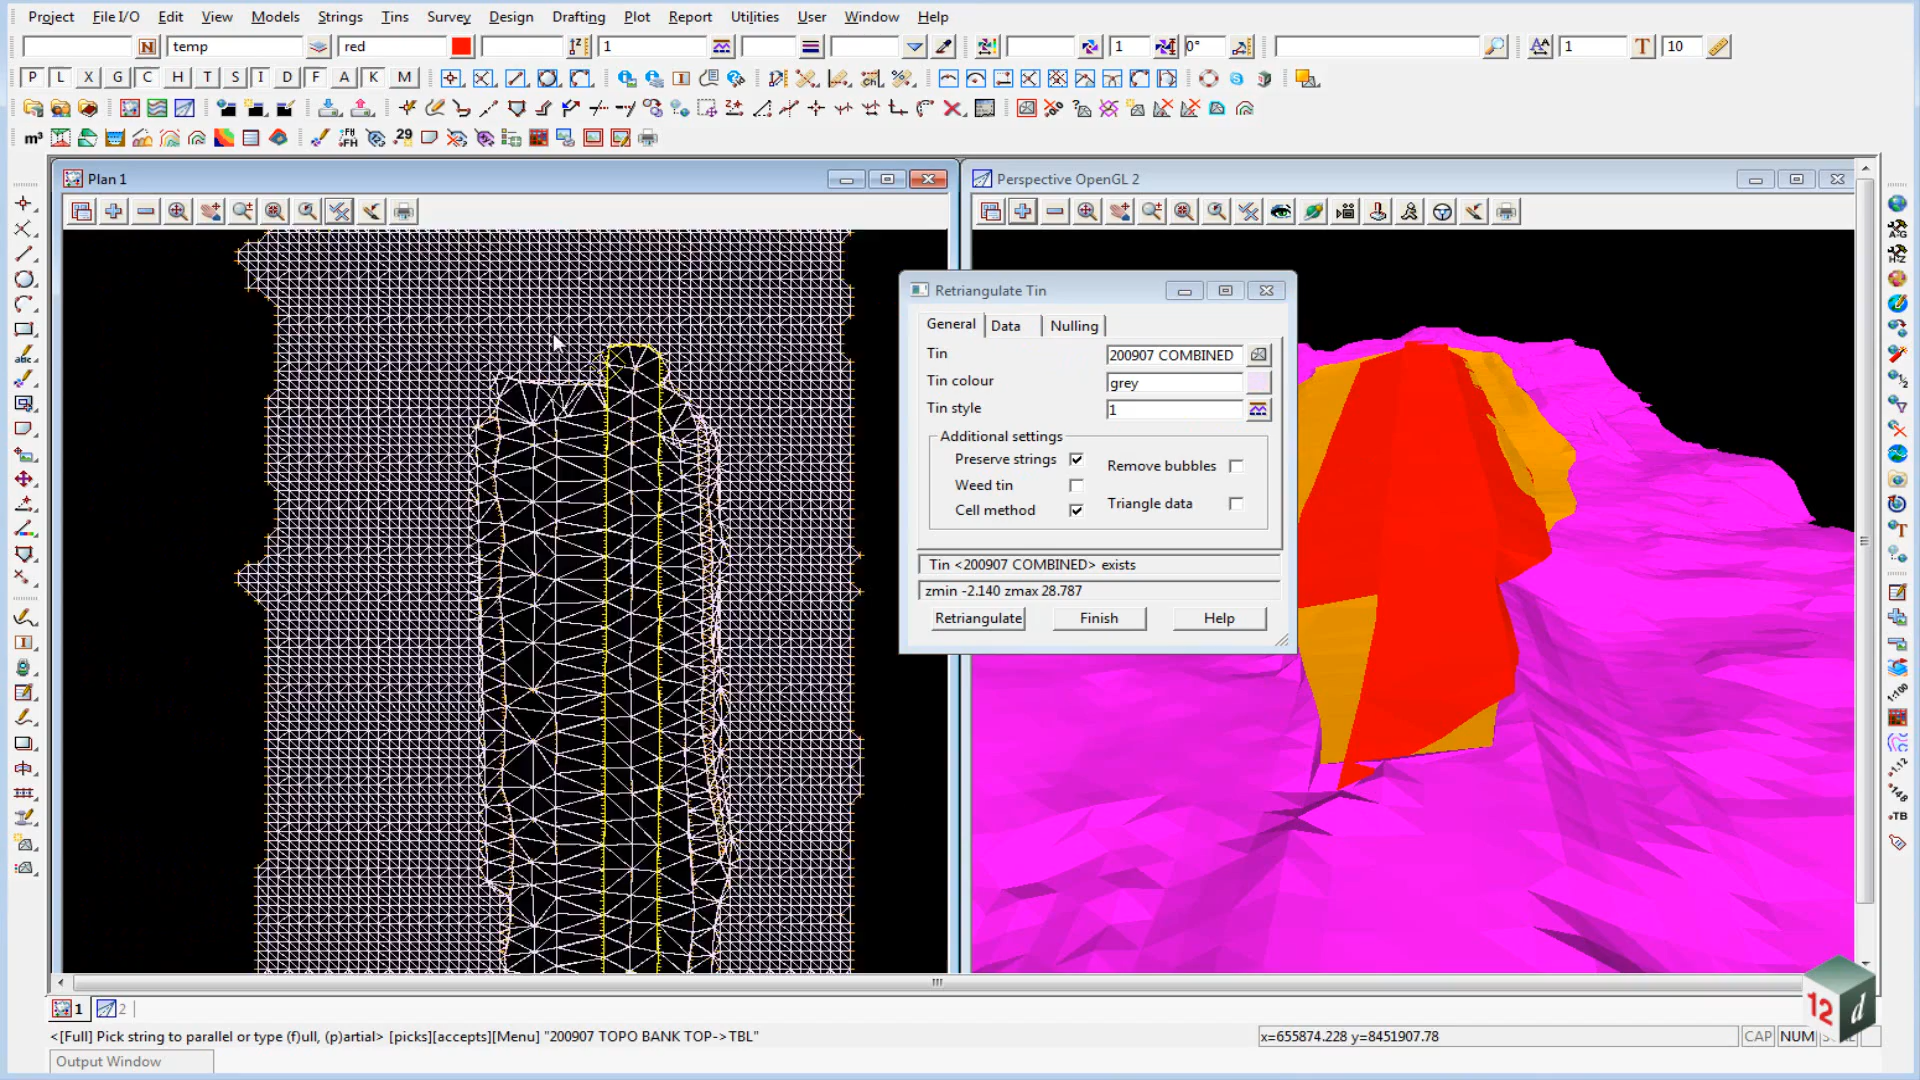 Project File I/O Edit View Models Strings Tins Survey Design Drafting Plot Report Utilities User Window Help
N temp red 1 1 0° 1 T 10
P L X G C H T S I D F A K M
m³ 29
Plan 1
Perspective OpenGL 2
Retriangulate Tin
General Data Nulling
Tin 200907 COMBINED
Tin colour grey
Tin style 1
Additional settings
Preserve strings Remove bubbles
Weed tin
Triangle data
Cell method
Tin <200907 COMBINED> exists
zmin -2.140 zmax 28.787
Retriangulate Finish Help
1 2
<[Full] Pick string to parallel or type (f)ull, (p)artial> [picks][accepts][Menu] "200907 TOPO BANK TOP->TBL"
x=655874.228 y=8451907.78
CAP NUM
Output Window
12 d